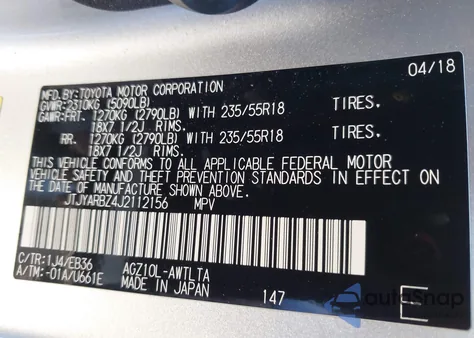 MFD.BY:TOYOTA MOTOR CORPORATION 04/18
GVWR:2310KG (5090LB)
GAWR:FRT. 1270KG (2790LB) WITH 235/55R18 TIRES.
18X7 1/2J RIMS.
RR. 1270KG (2790LB) WITH 235/55R18 TIRES.
18X7 1/2J RIMS.
THIS VEHICLE CONFORMS TO ALL APPLICABLE FEDERAL MOTOR
VEHICLE SAFETY AND THEFT PREVENTION STANDARDS IN EFFECT
ON THE DATE OF MANUFACTURE SHOWN ABOVE.
JTJYARBZ4J2112156 MPV
C/TR:1J4/EB36 AGZ10L-AWTLTA
A/TM:-01A/U661E MADE IN JAPAN 147
E
autoSnap